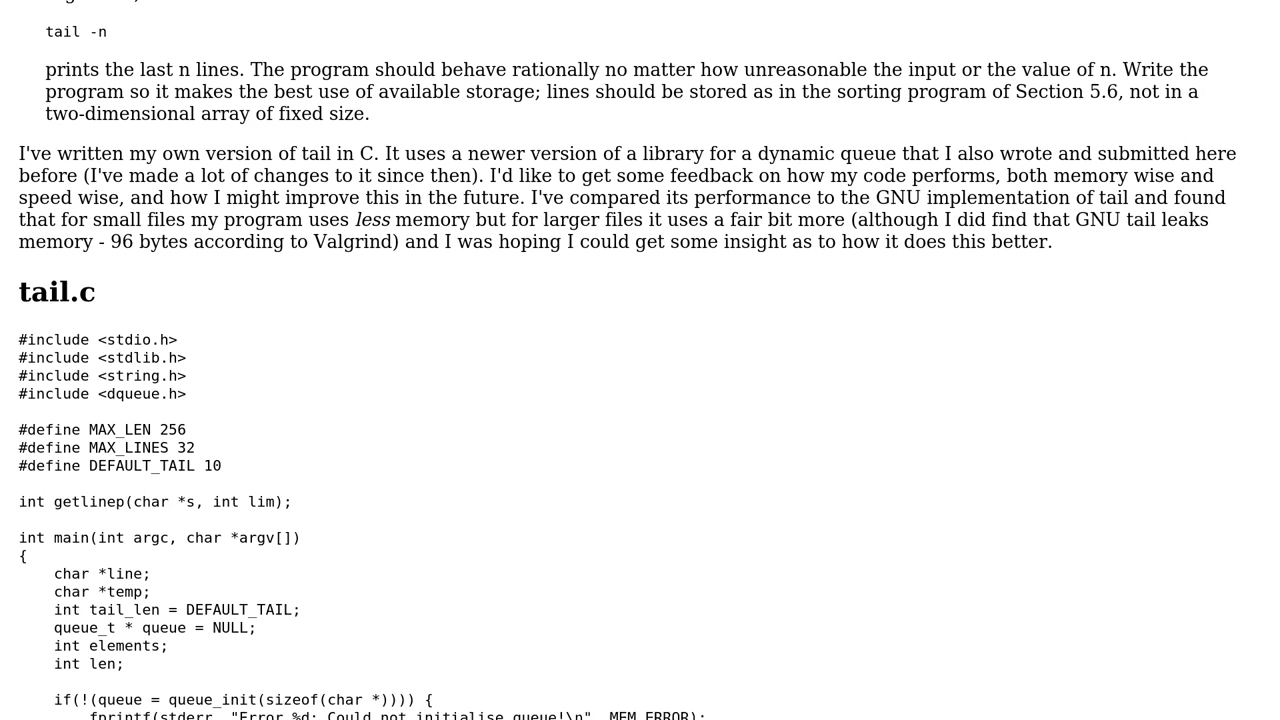 tail -n
prints the last n lines. The program should behave rationally no matter how unreasonable the input or the value of n. Write the
program so it makes the best use of available storage; lines should be stored as in the sorting program of Section 5.6, not in a
two-dimensional array of fixed size.
I've written my own version of tail in C. It uses a newer version of a library for a dynamic queue that I also wrote and submitted here
before (I've made a lot of changes to it since then). I'd like to get some feedback on how my code performs, both memory wise and
speed wise, and how I might improve this in the future. I've compared its performance to the GNU implementation of tail and found
that for small files my program uses less memory but for larger files it uses a fair bit more (although I did find that GNU tail leaks
memory - 96 bytes according to Valgrind) and I was hoping I could get some insight as to how it does this better.
tail.c
#include <stdio.h>
#include <stdlib.h>
#include <string.h>
#include <dqueue.h>
#define MAX_LEN 256
#define MAX_LINES 32
#define DEFAULT_TAIL 10
int getlinep(char *s, int lim);
int main(int argc, char *argv[])
{
    char *line;
    char *temp;
    int tail_len = DEFAULT_TAIL;
    queue_t * queue = NULL;
    int elements;
    int len;
    if(!(queue = queue_init(sizeof(char *)))) {
        fprintf(stderr, "Error %d: Could not initialise queue!\n", MEM_ERROR);